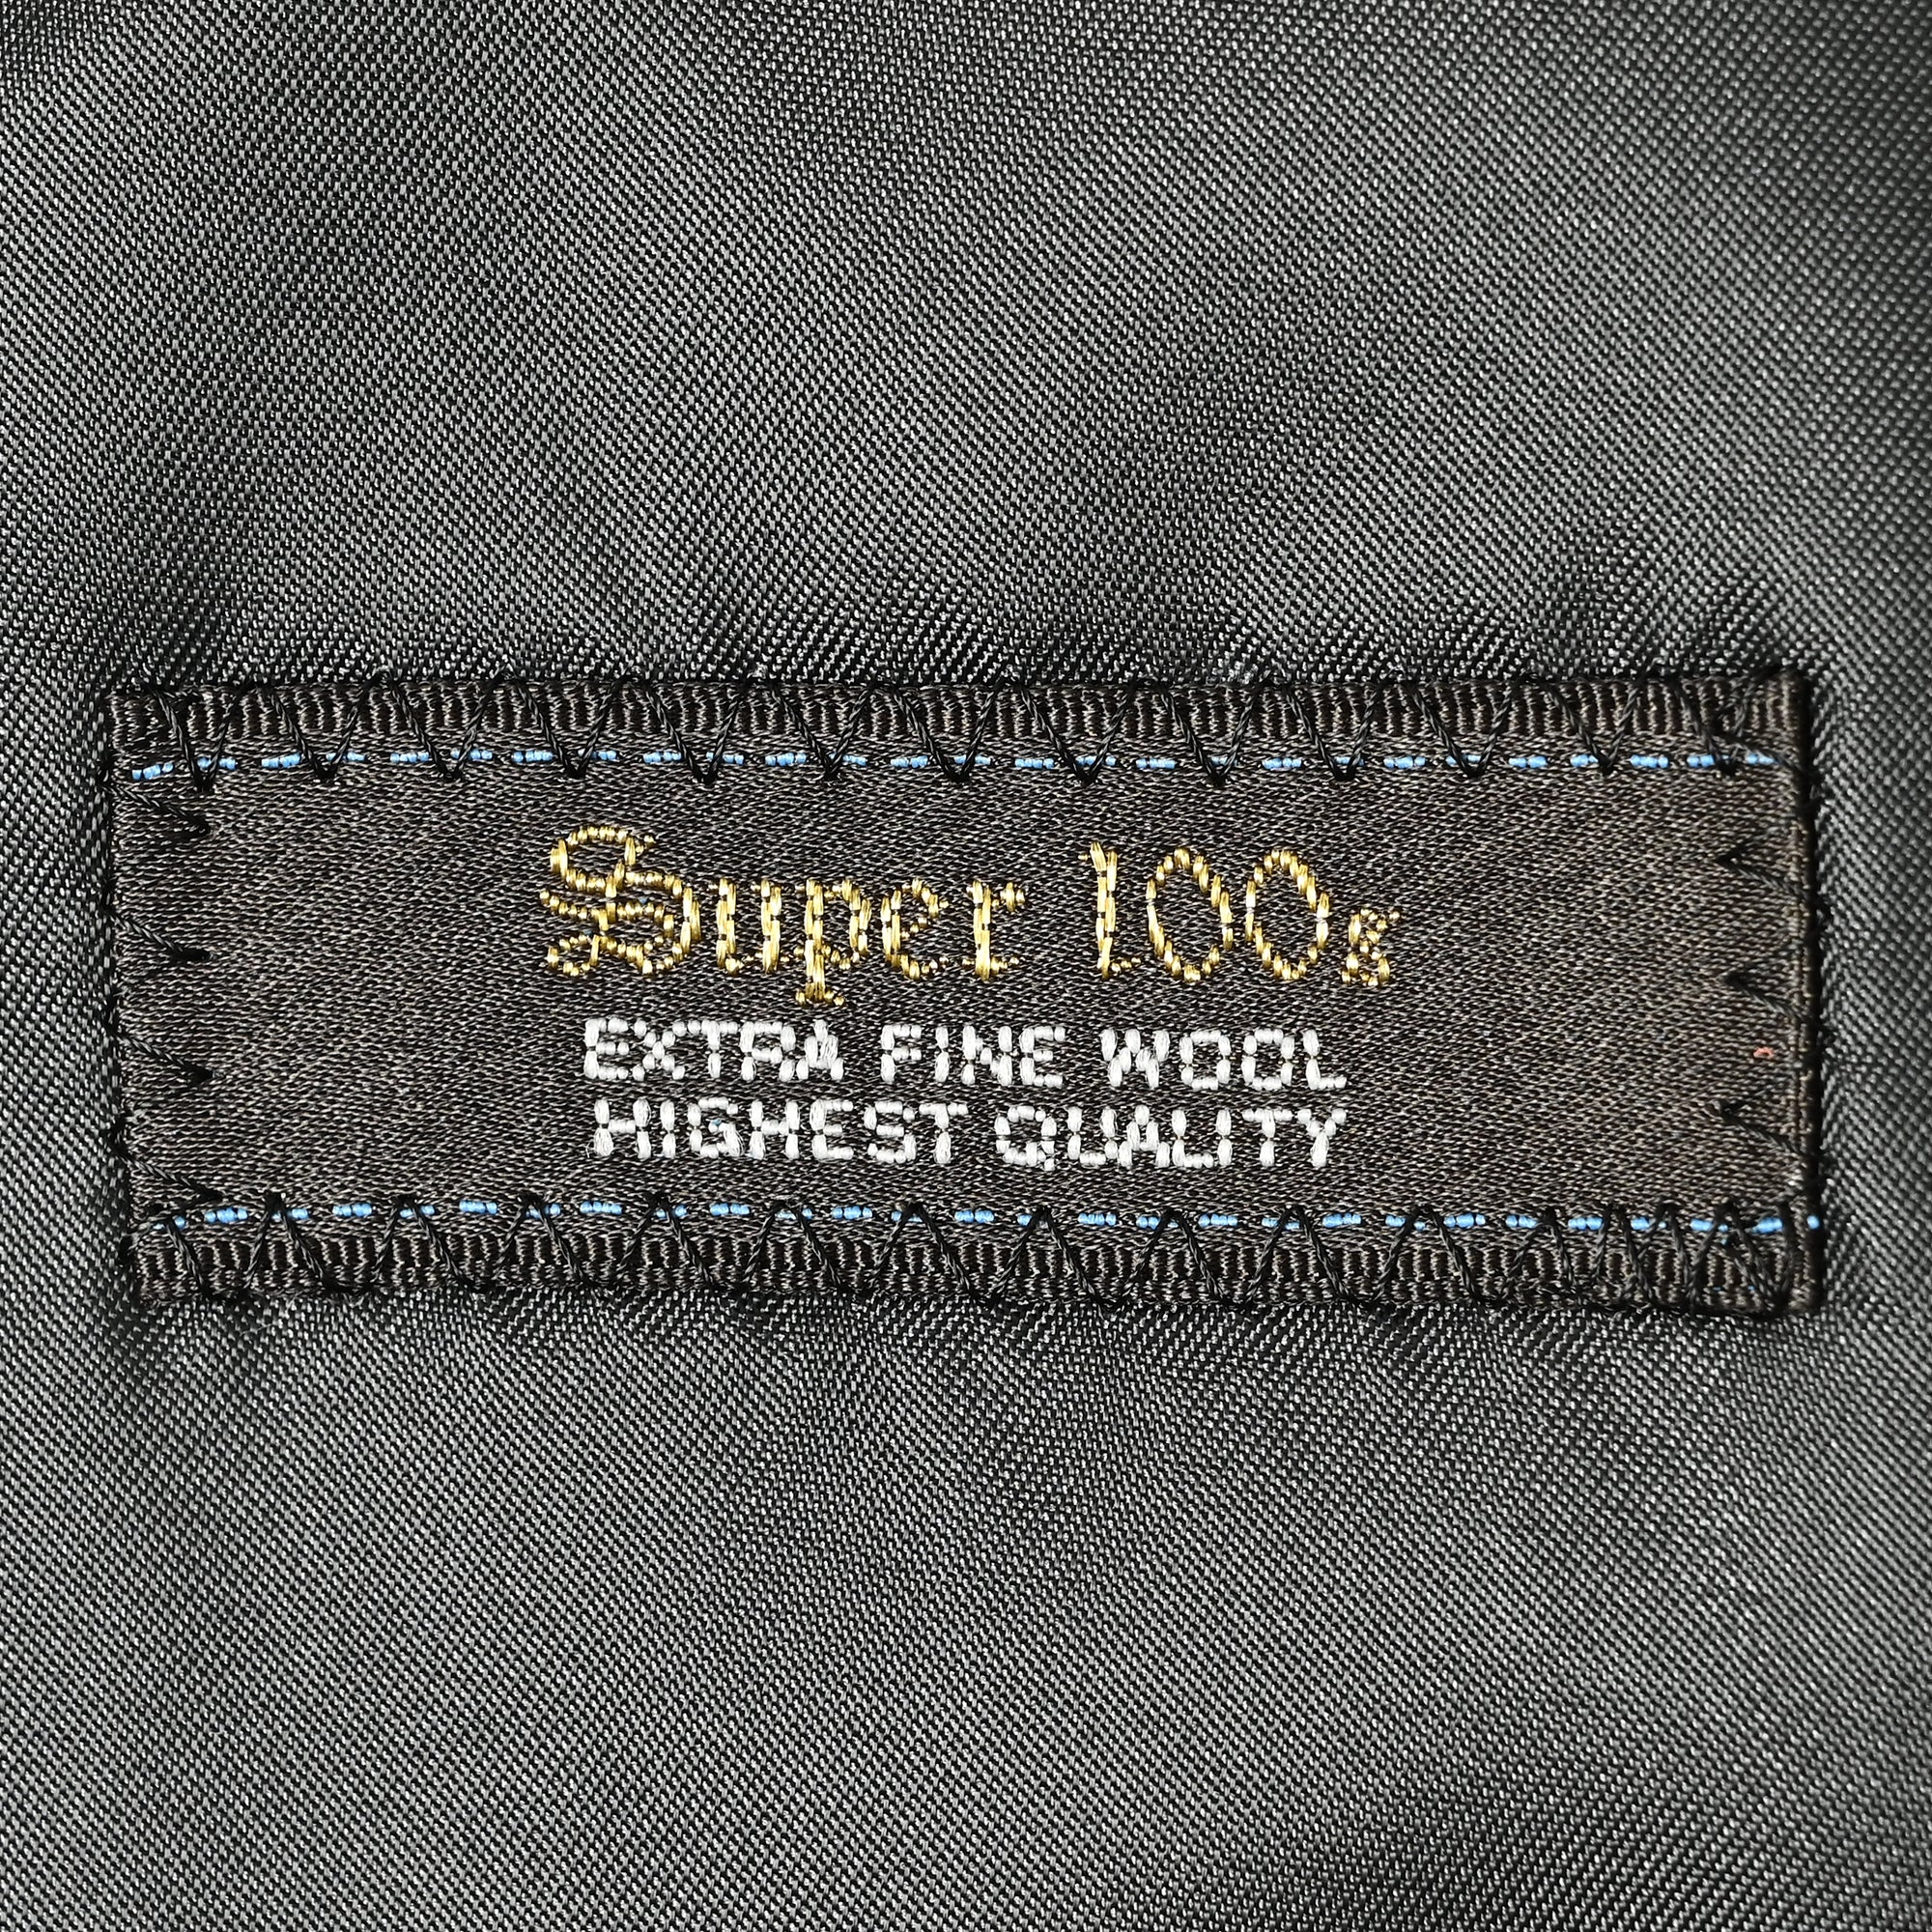 Super 100s
EXTRA FINE WOOL
HIGHEST QUALITY